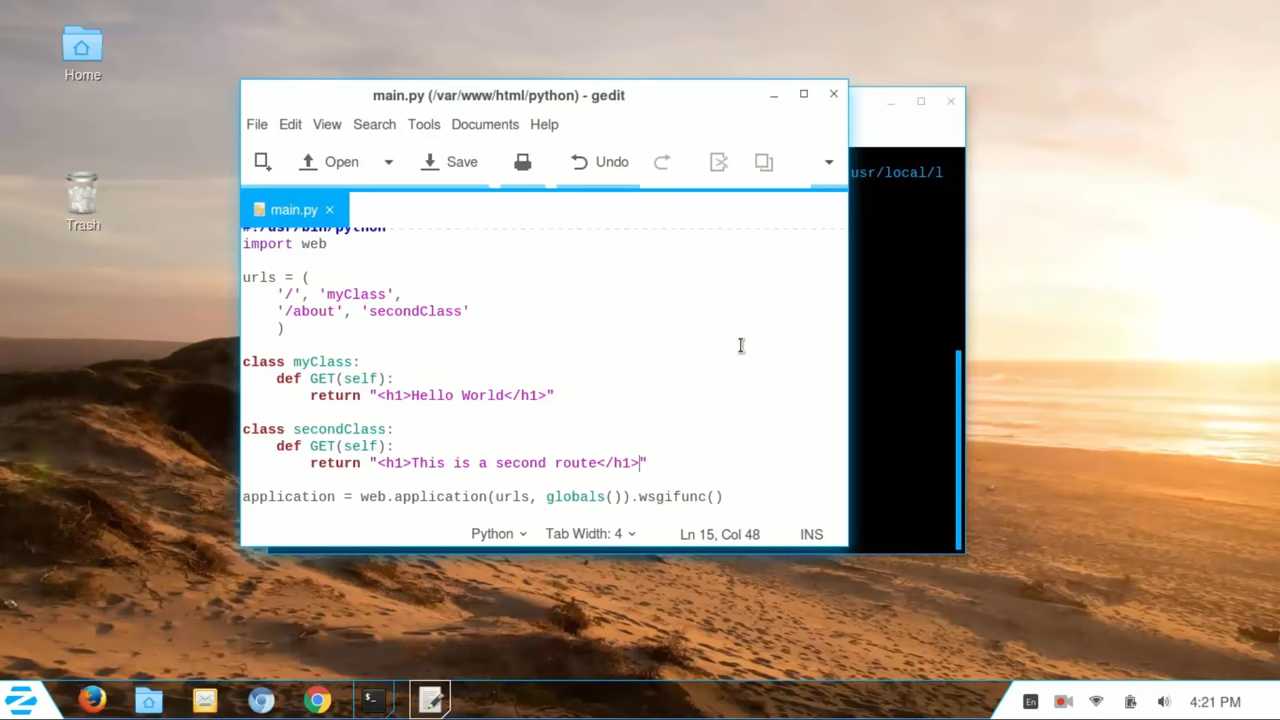 Home
Trash
main.py (/var/www/html/python) - gedit
File Edit View Search Tools Documents Help
Open Save Undo
usr/local/l
main.py
#!/usr/bin/python
import web
urls = (
'/', 'myClass',
'/about', 'secondClass'
)
class myClass:
def GET(self):
return "<h1>Hello World</h1>"
class secondClass:
def GET(self):
return "<h1>This is a second route</h1>"
application = web.application(urls, globals()).wsgifunc()
Python Tab Width: 4 Ln 15, Col 48 INS
En 4:21 PM